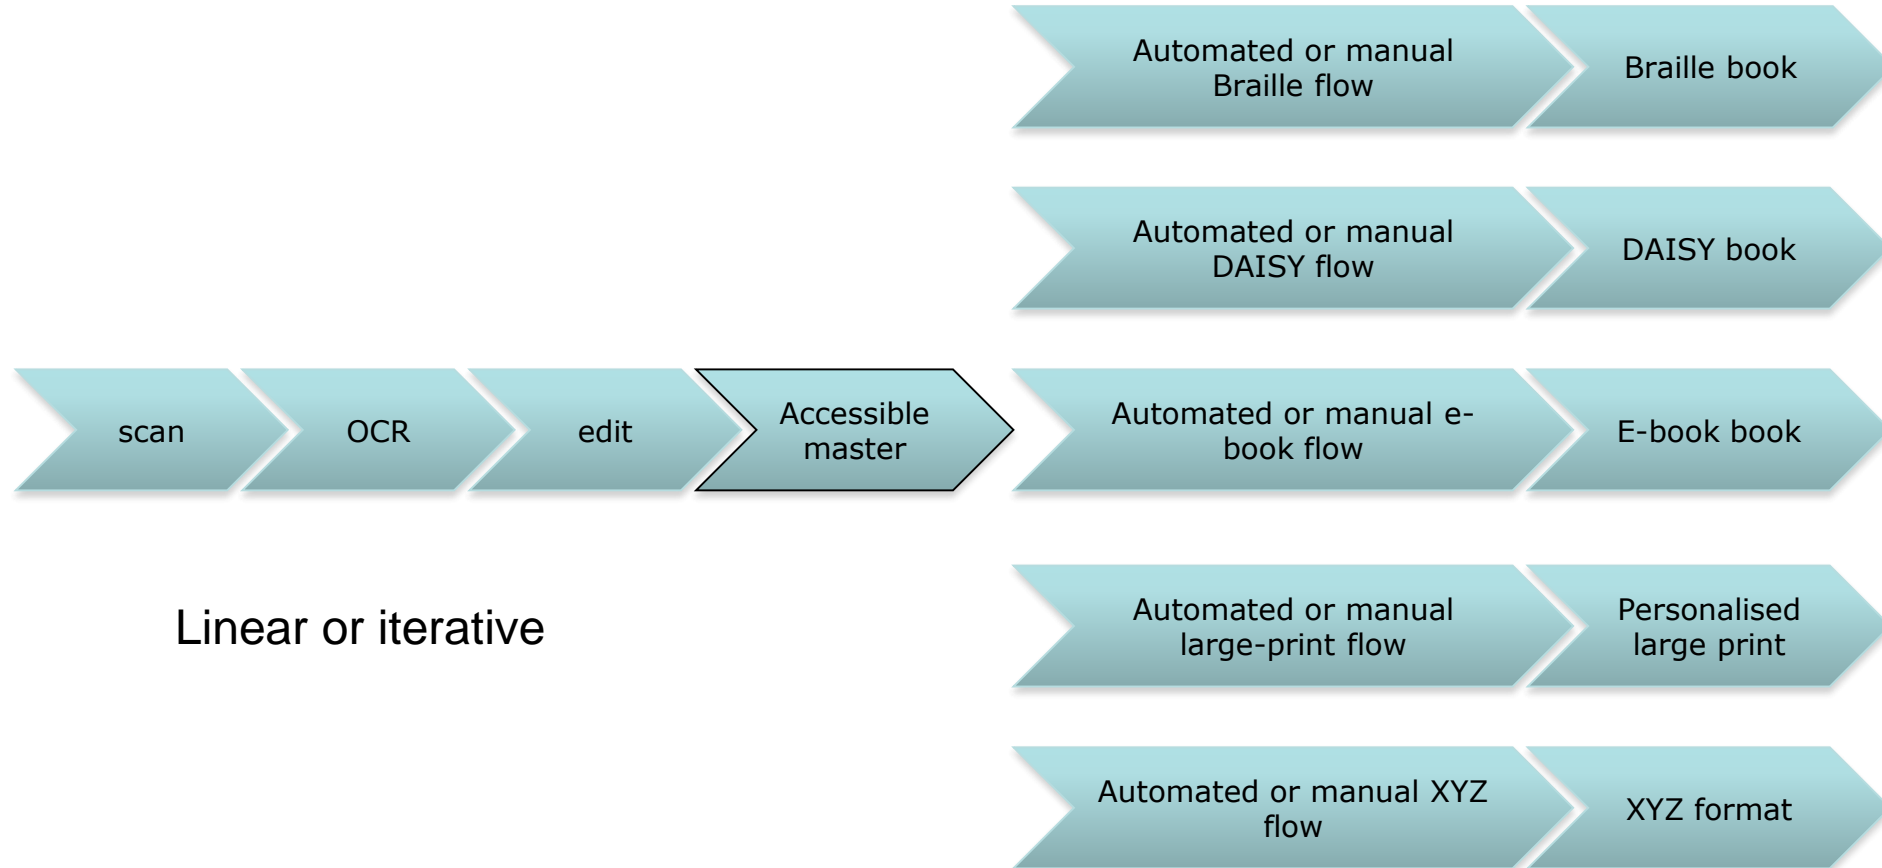 Automated or manual
Braille flow
Braille book
Automated or manual
DAISY flow
DAISY book
scan
OCR
edit
Accessible
master
Automated or manual e-
book flow
E-book book
Linear or iterative
Automated or manual
large-print flow
Personalised
large print
Automated or manual XYZ
flow
XYZ format